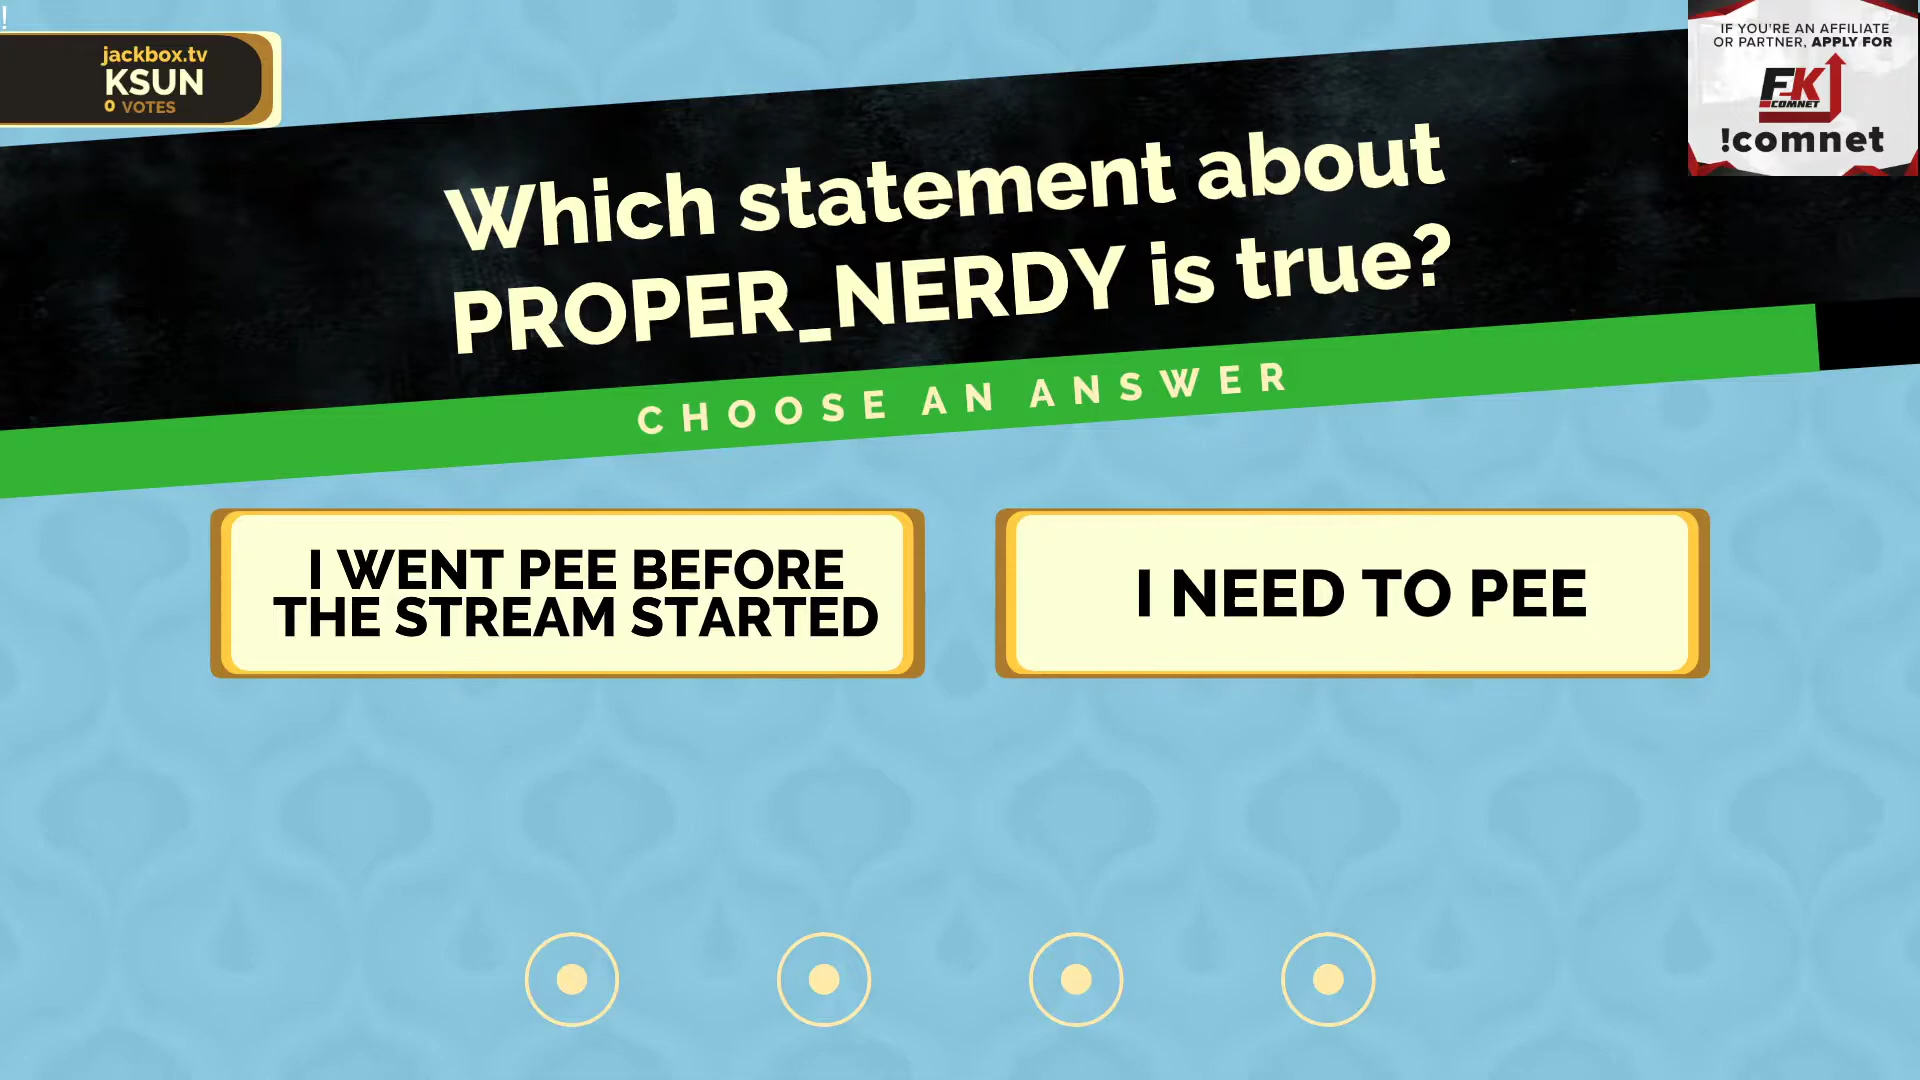 !
jackbox.tv
KSUN
0 VOTES
IF YOU'RE AN AFFILIATE
OR PARTNER, APPLY FOR
FK
COMNET
!comnet
Which statement about
PROPER_NERDY is true?
CHOOSE AN ANSWER
I WENT PEE BEFORE
THE STREAM STARTED
I NEED TO PEE